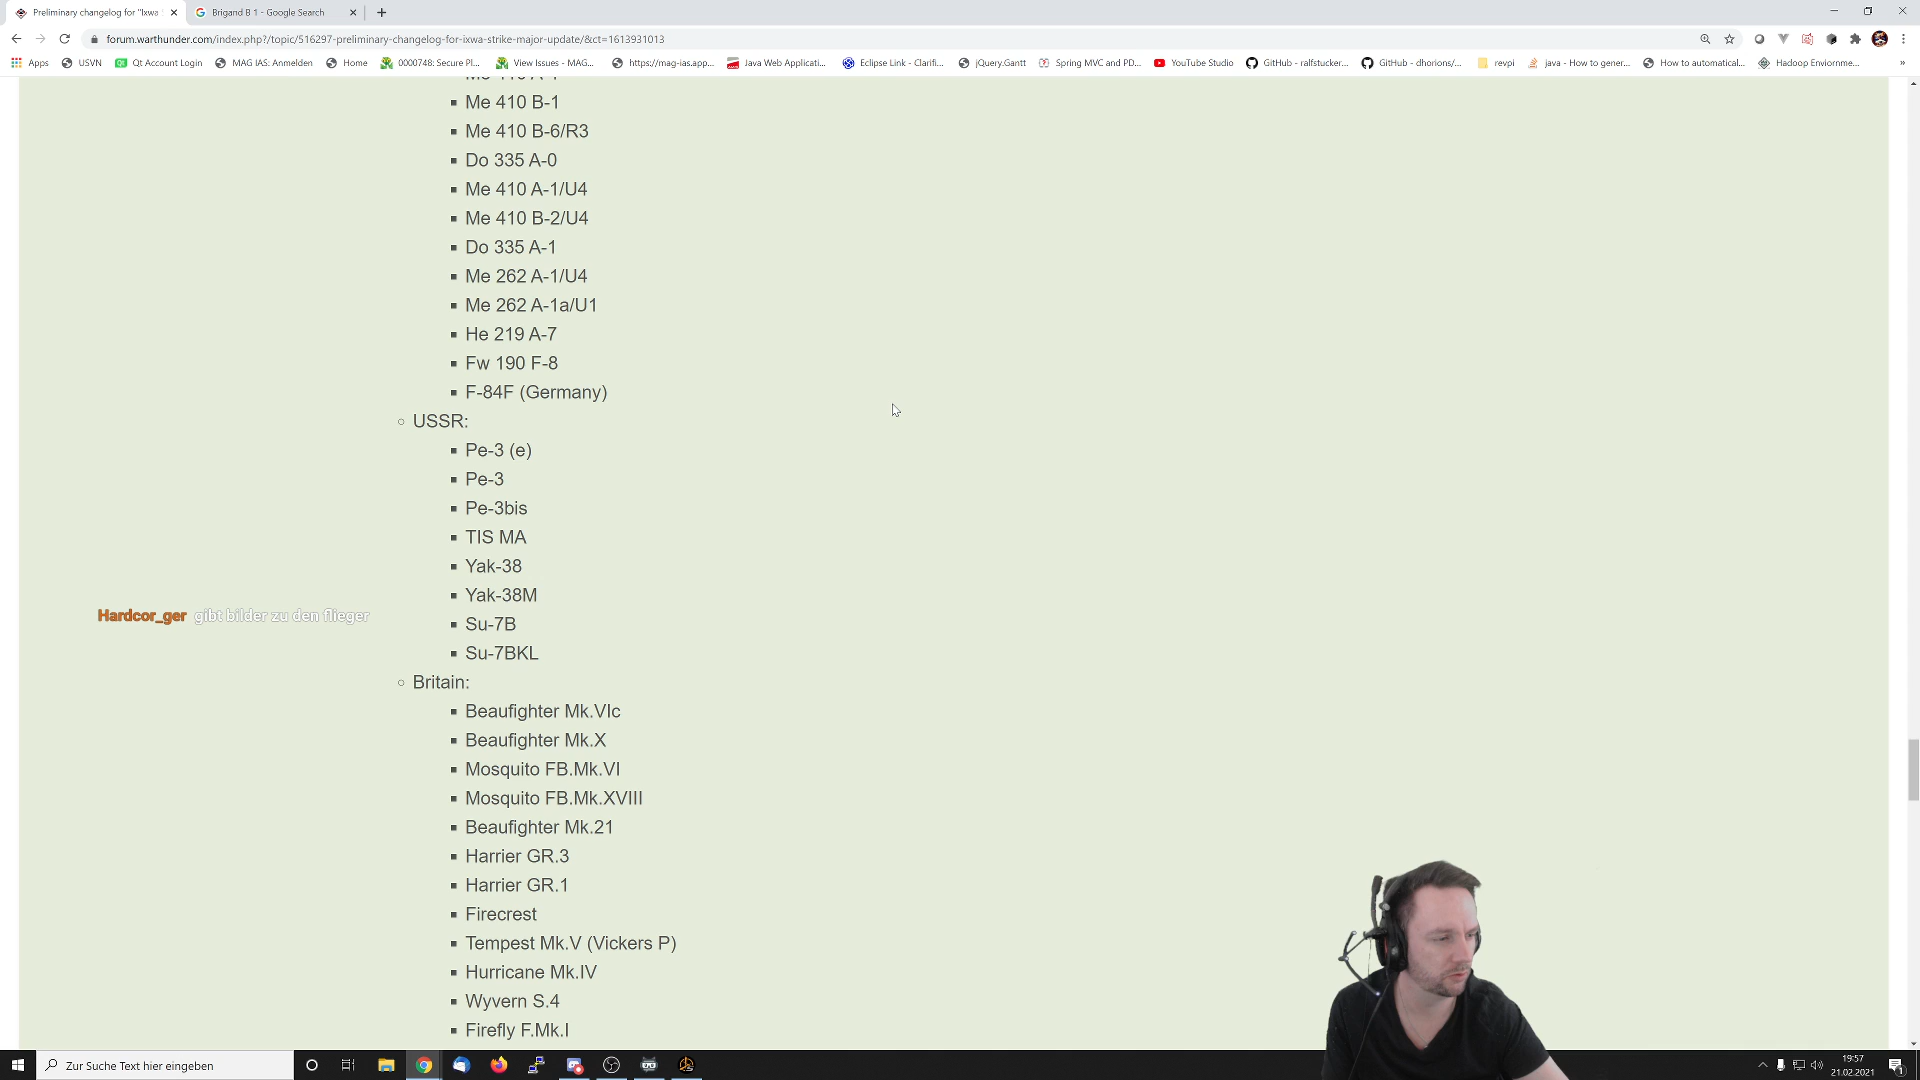 Preliminary changelog for "Ixwa S
Brigand B 1 - Google Search
forum.warthunder.com/index.php?/topic/516297-preliminary-changelog-for-ixwa-strike-major-update/&ct=1613931013
Apps USVN Qt Account Login MAG IAS: Anmelden Home 0000748: Secure Pl... View Issues - MAG... https://mag-ias.app... Java Web Applicati... Eclipse Link - Clarifi... jQuery.Gantt Spring MVC and PD... YouTube Studio GitHub - ralfstucker... GitHub - dhorions/... revpi java - How to gener... How to automatical... Hadoop Enviornme... »
Me 410 B-1
Me 410 B-6/R3
Do 335 A-0
Me 410 A-1/U4
Me 410 B-2/U4
Do 335 A-1
Me 262 A-1/U4
Me 262 A-1a/U1
He 219 A-7
Fw 190 F-8
F-84F (Germany)
USSR:
Pe-3 (e)
Pe-3
Pe-3bis
TIS MA
Yak-38
Yak-38M
Hardcor_ger gibt bilder zu den flieger
Su-7B
Su-7BKL
Britain:
Beaufighter Mk.VIc
Beaufighter Mk.X
Mosquito FB.Mk.VI
Mosquito FB.Mk.XVIII
Beaufighter Mk.21
Harrier GR.3
Harrier GR.1
Firecrest
Tempest Mk.V (Vickers P)
Hurricane Mk.IV
Wyvern S.4
Firefly F.Mk.I
Zur Suche Text hier eingeben
19:57
21.02.2021